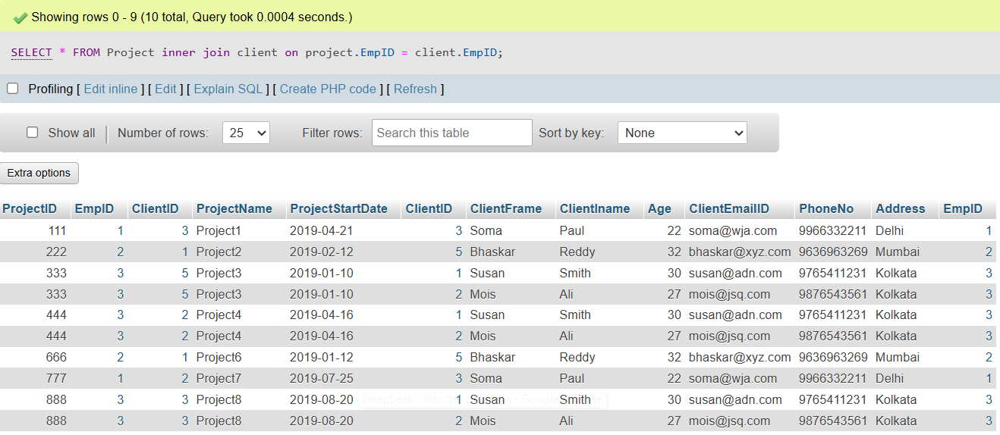 Showing rows 0 - 9 (10 total, Query took 0.0004 seconds.)
SELECT * FROM Project inner join client on project.EmpID = client.EmpID;
Profiling [ Edit inline ] [ Edit ] [ Explain SQL ] [ Create PHP code ] [ Refresh ]
Show all | Number of rows: 25 Filter rows: Search this table Sort by key: None
Extra options
ProjectID EmpID ClientID ProjectName ProjectStartDate ClientID ClientFrame Clientlname Age ClientEmailID PhoneNo Address EmpID
111 1 3 Project1 2019-04-21 3 Soma Paul 22 soma@wja.com 9966332211 Delhi 1
222 2 1 Project2 2019-02-12 5 Bhaskar Reddy 32 bhaskar@xyz.com 9636963269 Mumbai 2
333 3 5 Project3 2019-01-10 1 Susan Smith 30 susan@adn.com 9765411231 Kolkata 3
333 3 5 Project3 2019-01-10 2 Mois Ali 27 mois@jsq.com 9876543561 Kolkata 3
444 3 2 Project4 2019-04-16 1 Susan Smith 30 susan@adn.com 9765411231 Kolkata 3
444 3 2 Project4 2019-04-16 2 Mois Ali 27 mois@jsq.com 9876543561 Kolkata 3
666 2 1 Project6 2019-01-12 5 Bhaskar Reddy 32 bhaskar@xyz.com 9636963269 Mumbai 2
777 1 2 Project7 2019-07-25 3 Soma Paul 22 soma@wja.com 9966332211 Delhi 1
888 3 3 Project8 2019-08-20 1 Susan Smith 30 susan@adn.com 9765411231 Kolkata 3
888 3 3 Project8 2019-08-20 2 Mois Ali 27 mois@jsq.com 9876543561 Kolkata 3